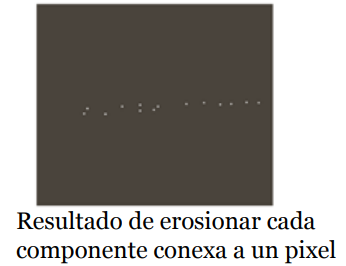 Resultado de erosionar cada
componente conexa a un pixel